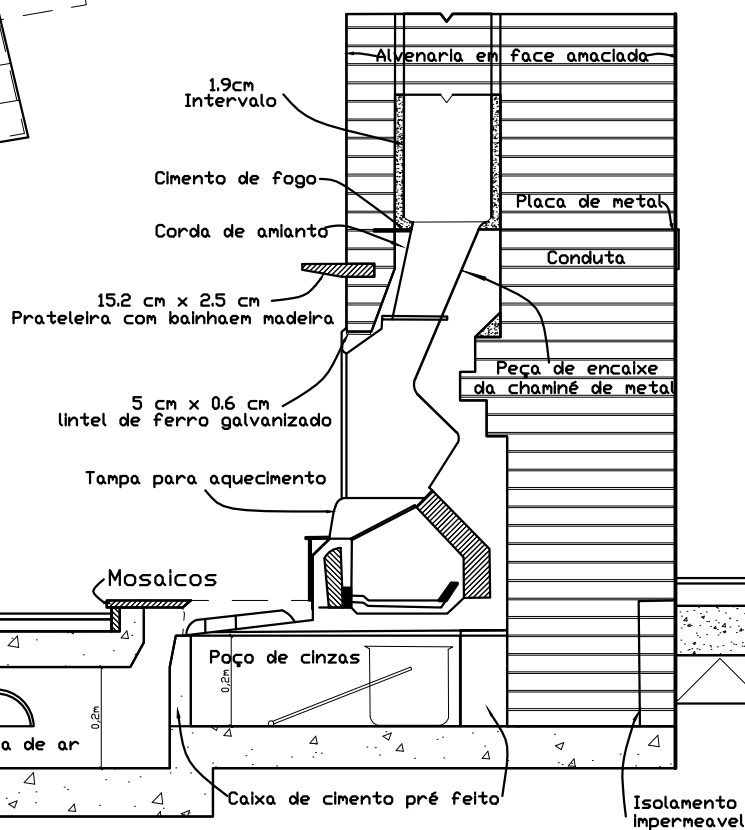 Alvenaria em face amaciada
1.9cm
Intervalo
Cimento de fogo
Placa de metal
Corda de amianto
Conduta
15.2 cm x 2.5 cm
Prateleira com bainhaem madeira
Peça de encaixe
da chaminé de metal
5 cm x 0.6 cm
lintel de ferro galvanizado
Tampa para aquecimento
Mosaicos
Poço de cinzas
0,2m
0,2m
a de ar
Caixa de cimento pré feito
Isolamento
impermeavel